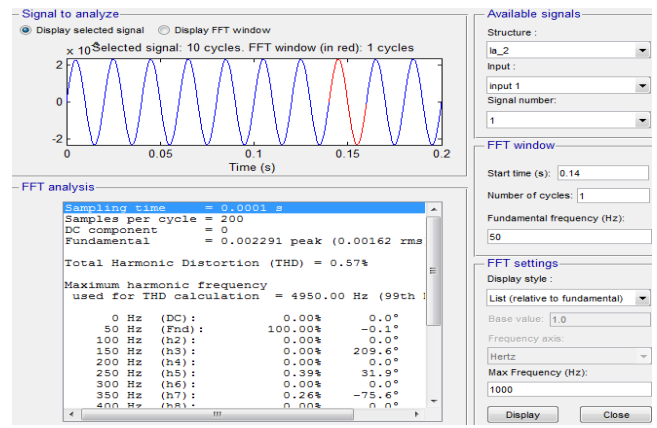 Signal to analyze
Display selected signal Display FFT window
x 10 Selected signal: 10 cycles. FFT window (in red): 1 cycles
2
0
-2
0 0.05 0.1 0.15 0.2
Time (s)
FFT analysis
Sampling time = 0.0001 s
Samples per cycle = 200
DC component = 0
Fundamental = 0.002291 peak (0.00162 rms
Total Harmonic Distortion (THD) = 0.57%
Maximum harmonic frequency
used for THD calculation = 4950.00 Hz (99th
0 Hz (DC): 0.00% 0.0°
50 Hz (Fnd): 100.00% -0.1°
100 Hz (h2): 0.00% 0.0°
150 Hz (h3): 0.00% 209.6°
200 Hz (h4): 0.00% 0.0°
250 Hz (h5): 0.39% 31.9°
300 Hz (h6): 0.00% 0.0°
350 Hz (h7): 0.26% -75.6°
400 Hz (h8): 0.00% 0.0°
Available signals
Structure :
Ia_2
Input :
input 1
Signal number:
1
FFT window
Start time (s): 0.14
Number of cycles: 1
Fundamental frequency (Hz):
50
FFT settings
Display style :
List (relative to fundamental)
Base value: 1.0
Frequency axis:
Hertz
Max Frequency (Hz):
1000
Display Close